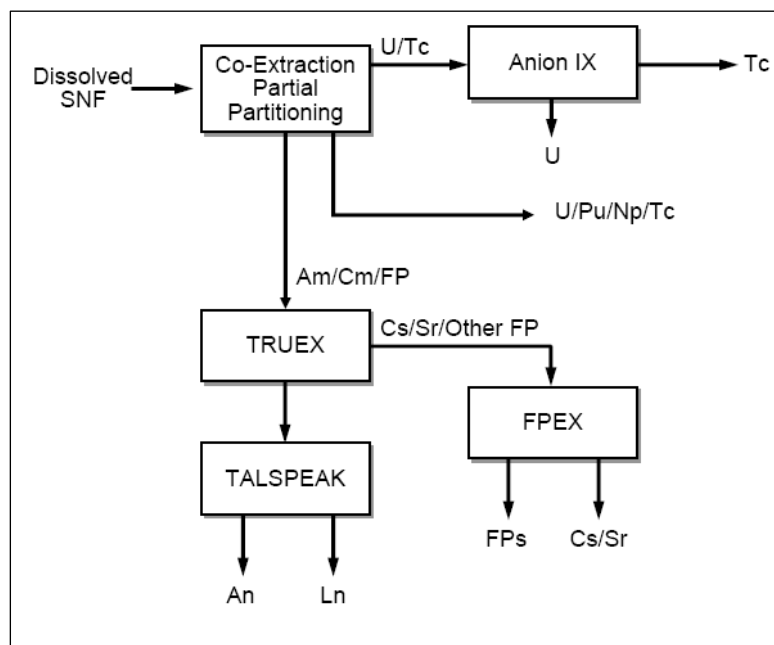 Dissolved
SNF
Co-Extraction
Partial
Partitioning
U/Tc
Anion IX
Tc
U
U/Pu/Np/Tc
Am/Cm/FP
TRUEX
Cs/Sr/Other FP
FPEX
TALSPEAK
FPs
Cs/Sr
An
Ln